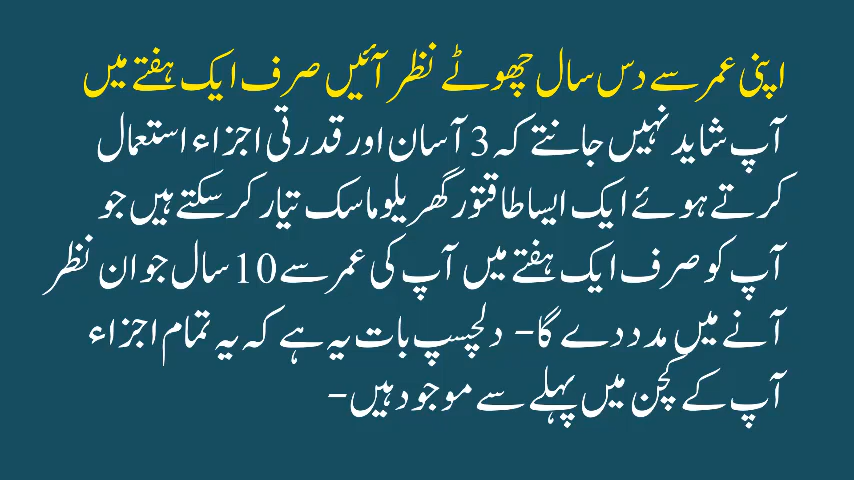 اپنی عمر سے دس سال چھوٹے نظر آئیں صرف ایک ہفتے میں
آپ شاید نہیں جانتے کہ 3 آسان اور قدرتی اجزاء استعمال
کرتے ہوئے ایک ایسا طاقتور گھریلو ماسک تیار کر سکتے ہیں جو
آپ کو صرف ایک ہفتے میں آپ کی عمر سے 10 سال جوان نظر
آنے میں مدد دے گا- دلچسپ بات یہ ہے کہ یہ تمام اجزاء
آپ کے کچن میں پہلے سے موجود ہیں-